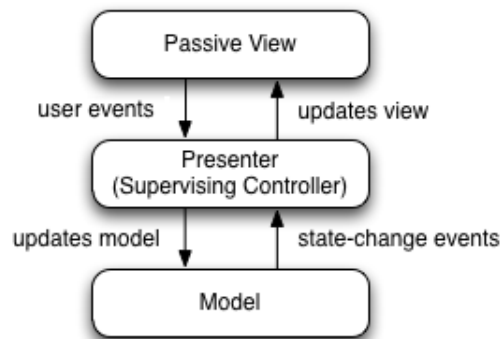 Passive View
user events
updates view
Presenter
(Supervising Controller)
updates model
state-change events
Model